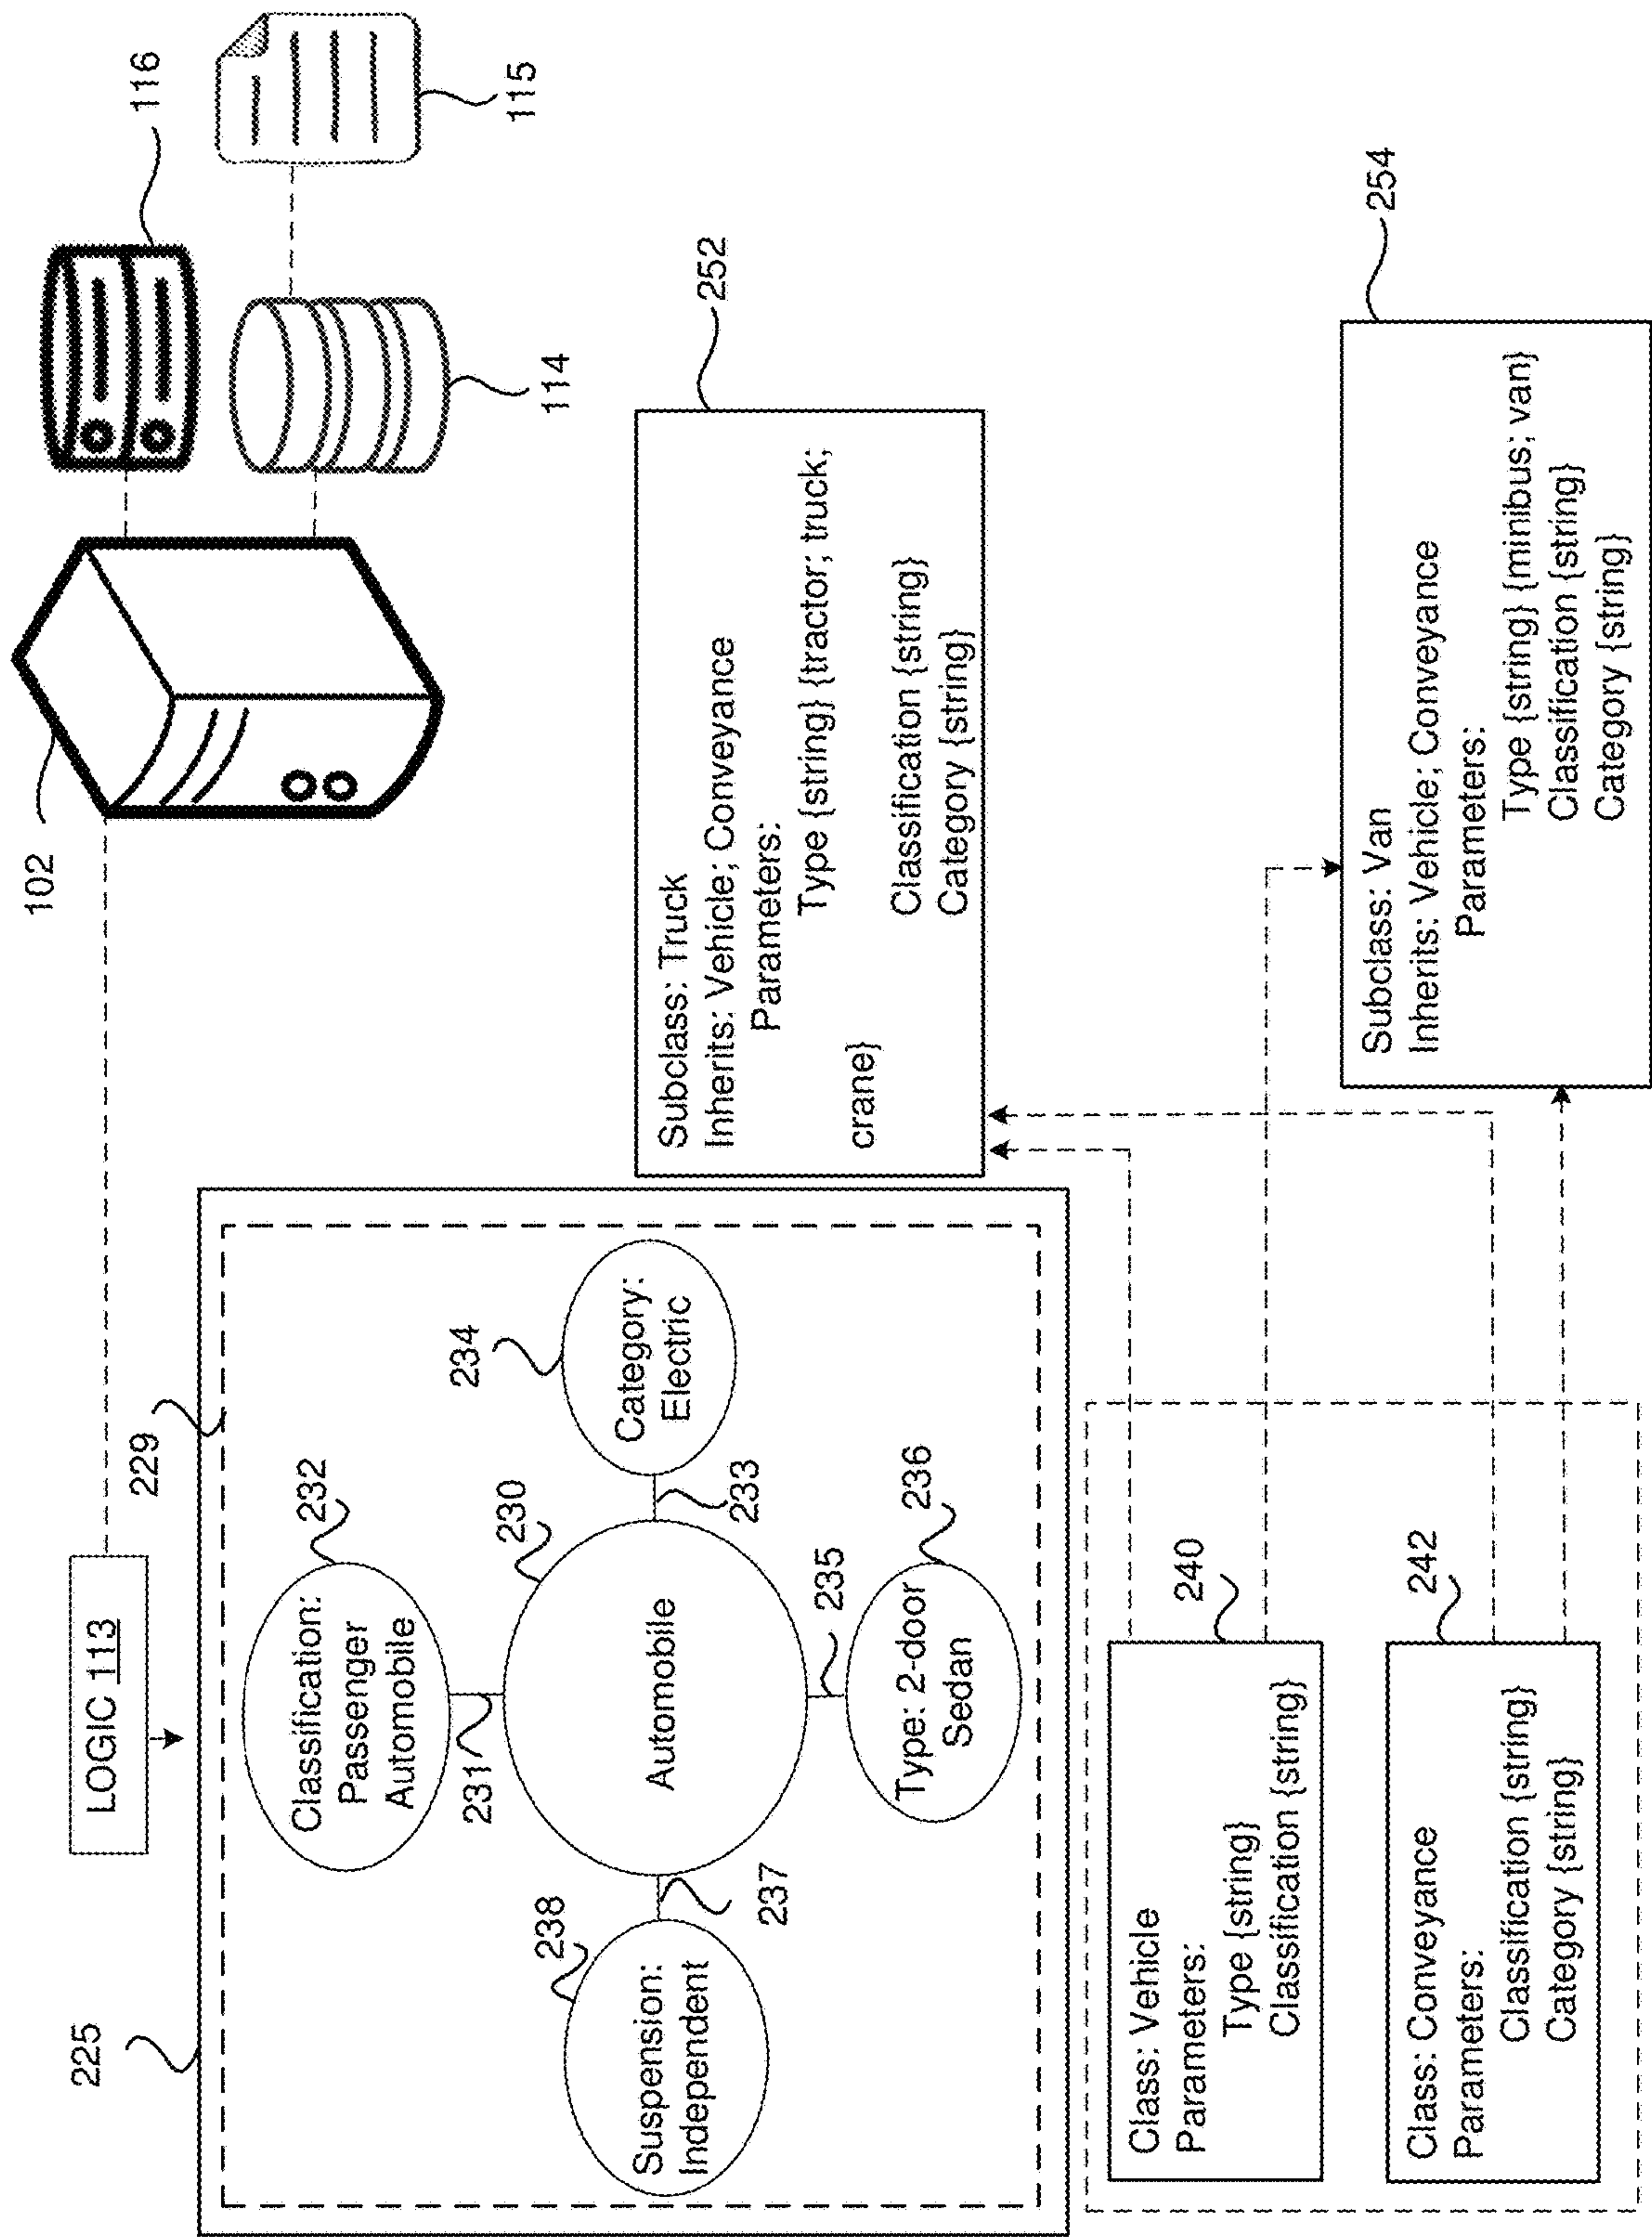 LOGIC 113
102
116
115
114
225
229
Classification:
Passenger
Automobile
232
231
230
Automobile
Category:
Electric
234
233
Type: 2-door
Sedan
236
235
Suspension:
Independent
238
237
Subclass: Truck
Inherits: Vehicle; Conveyance
Parameters:
Type {string} {tractor; truck;
crane}
Classification {string}
Category {string}
252
Class: Vehicle
Parameters:
Type {string}
Classification {string}
240
Class: Conveyance
Parameters:
Classification {string}
Category {string}
242
Subclass: Van
Inherits: Vehicle; Conveyance
Parameters:
Type {string} {minibus; van}
Classification {string}
Category {string}
254